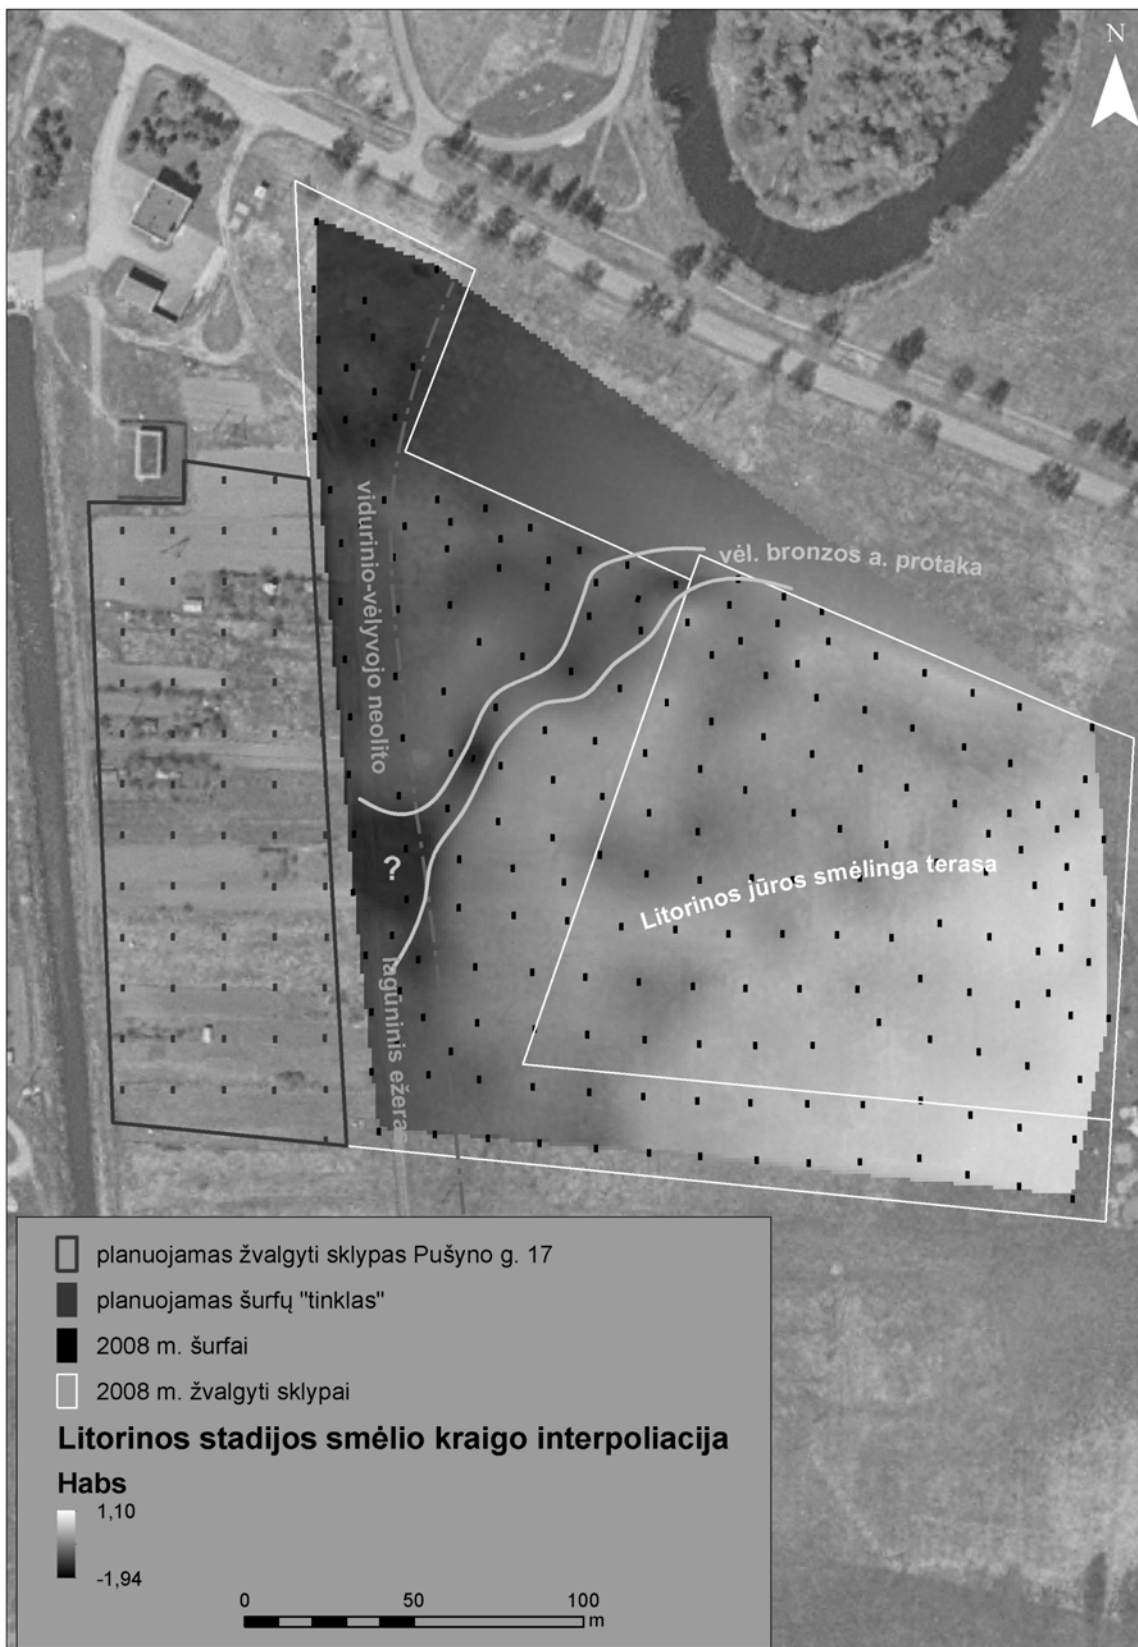 N
vėl. bronzos a. protaka
vidurinio-vėlyvojo neolito
?
Litorinos jūros smėlinga terasa
lagūninis ežeras
planuojamas žvalgyti sklypas Pušyno g. 17
planuojamas šurfų "tinklas"
2008 m. šurfai
2008 m. žvalgyti sklypai
Litorinos stadijos smėlio kraigo interpoliacija
Habs
1,10
-1,94
0 50 100
m